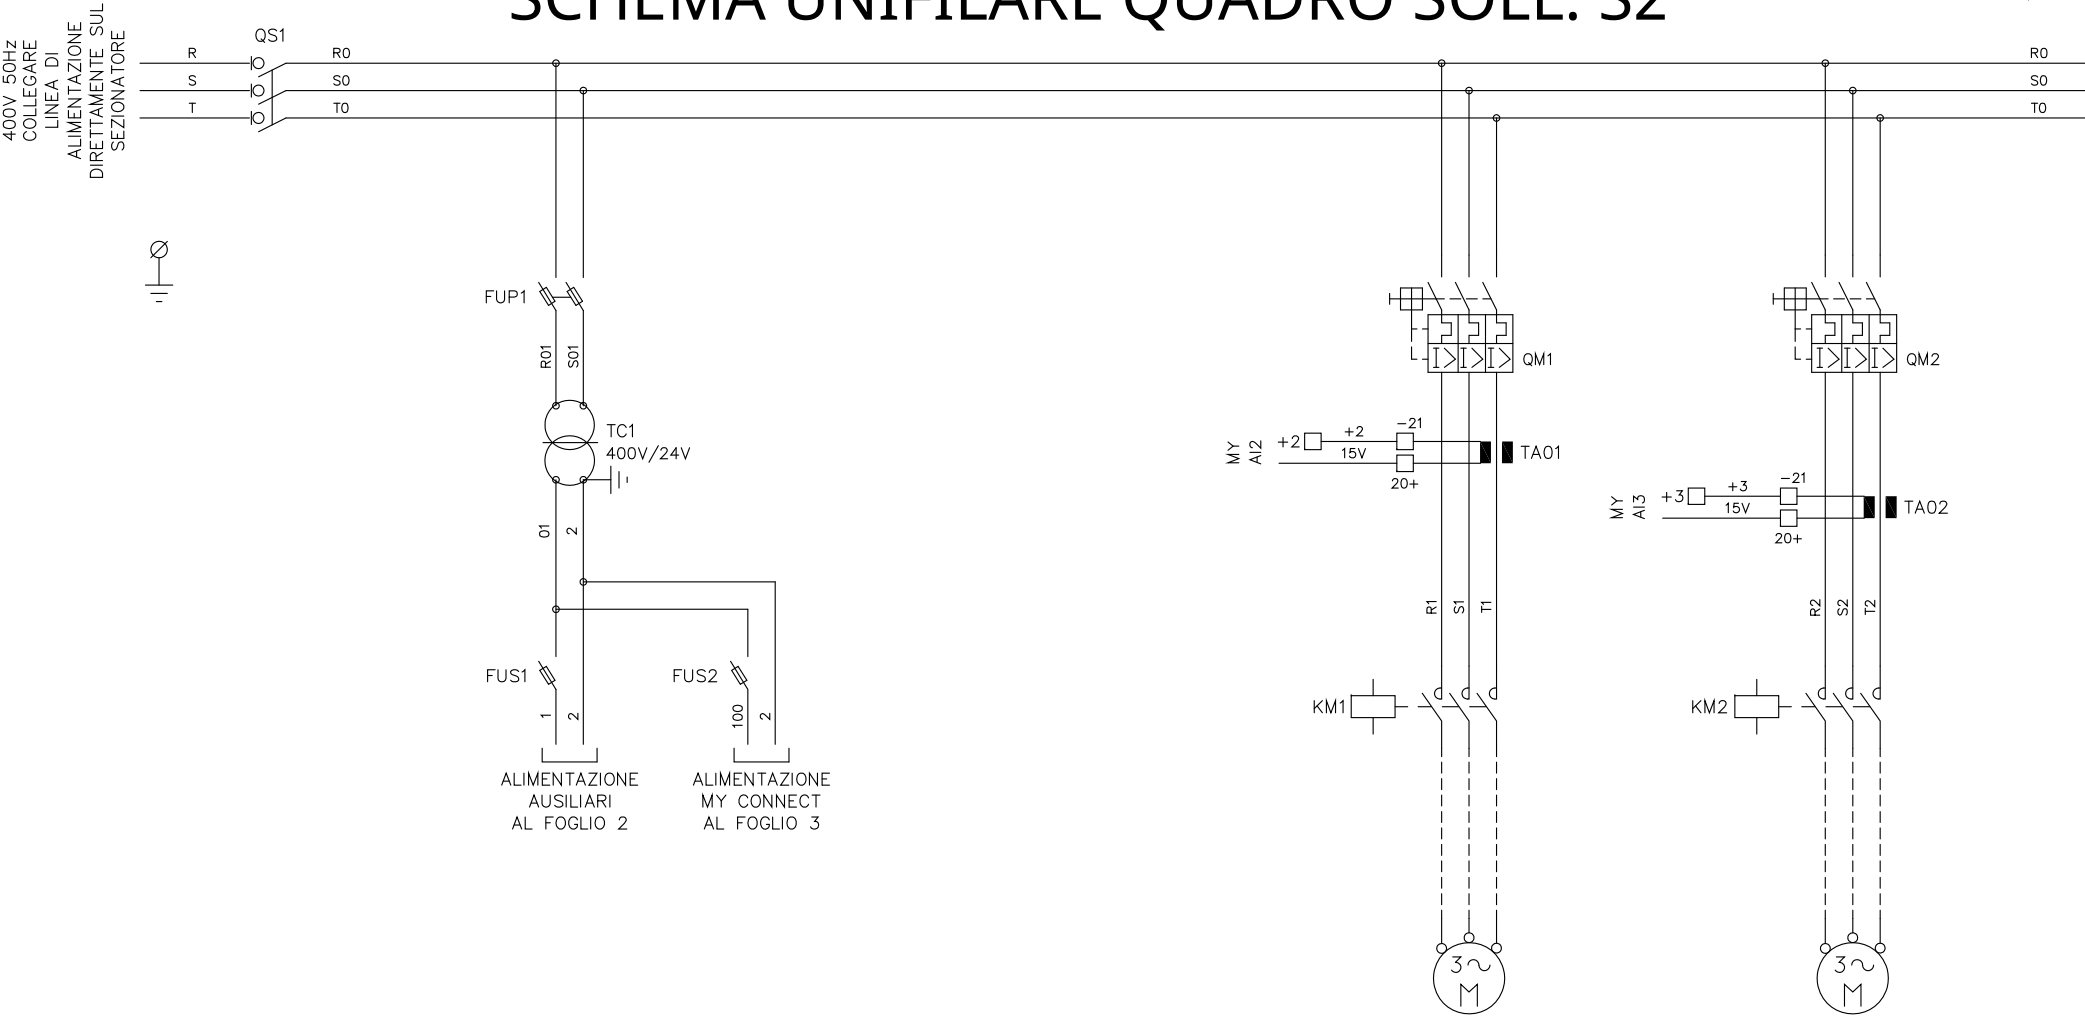 SCHEMA UNIFILARE QUADRO SOLL. S2
400V 50Hz
COLLEGARE
LINEA DI
ALIMENTAZIONE
DIRETTAMENTE SUL
SEZIONATORE
QS1
R
R0
R0
S
S0
S0
T
T0
T0
FUP1
R01
S01
TC1
400V/24V
01
2
FUS1
FUS2
1
2
100
2
ALIMENTAZIONE
AUSILIARI
AL FOGLIO 2
ALIMENTAZIONE
MY CONNECT
AL FOGLIO 3
QM1
MY
AI2
+2
+2
15V
-21
20+
TA01
R1
S1
T1
KM1
3~
M
QM2
MY
AI3
+3
+3
15V
-21
20+
TA02
R2
S2
T2
KM2
3~
M